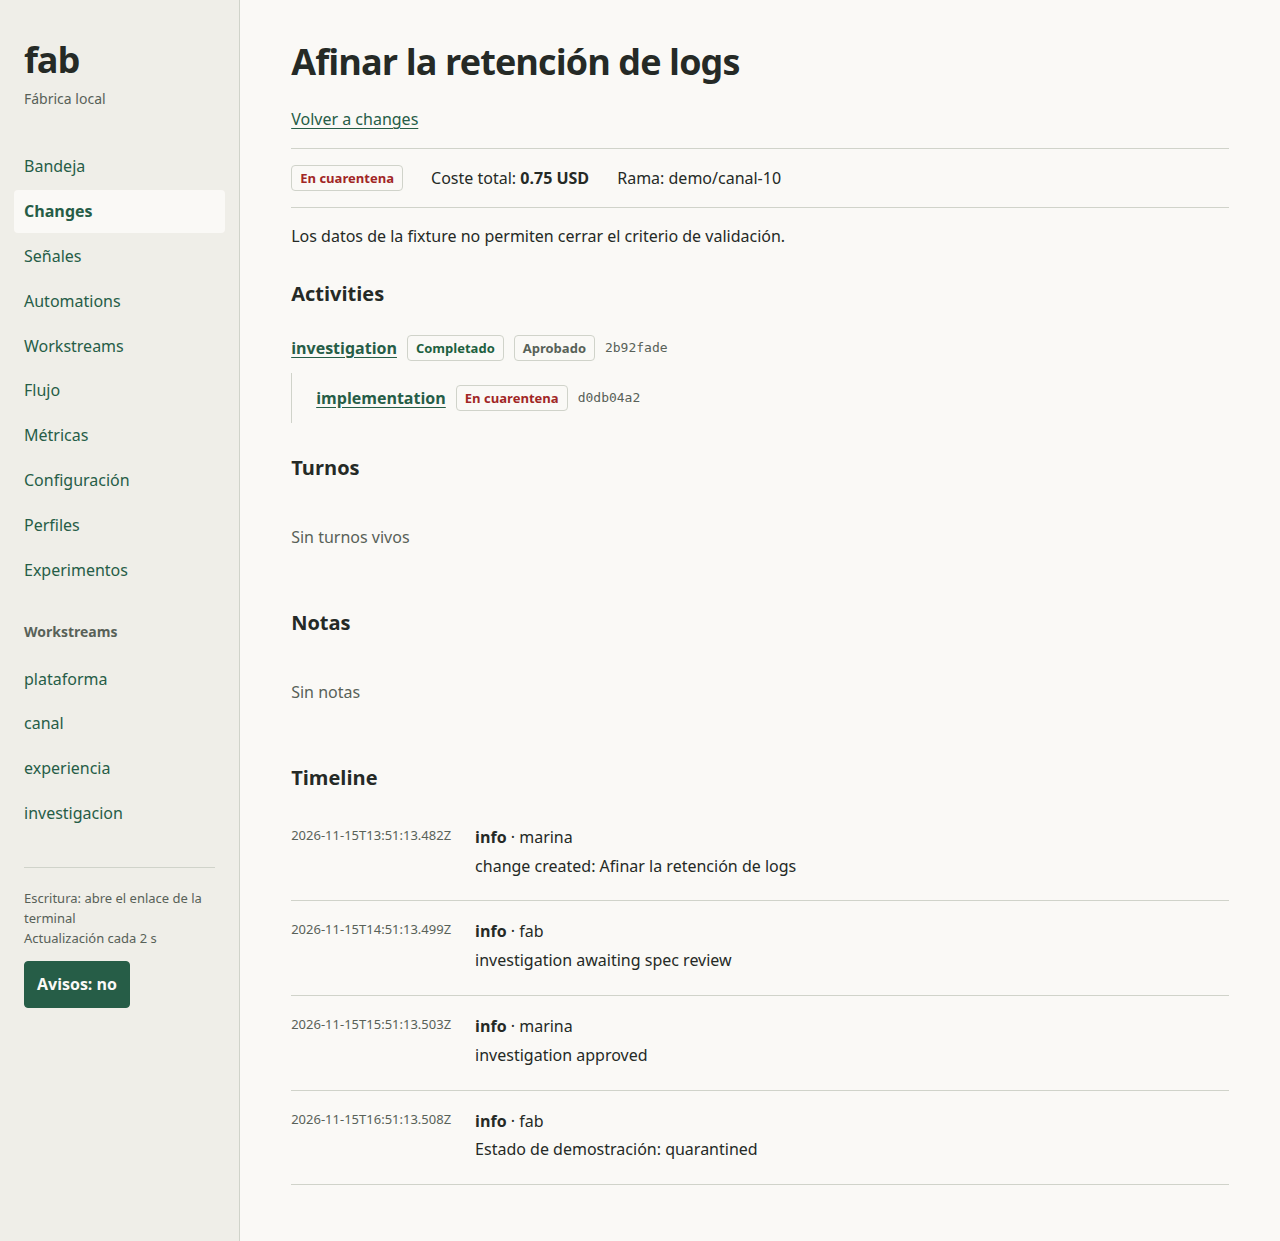 fab
Fábrica local
Bandeja
Changes
Señales
Automations
Workstreams
Flujo
Métricas
Configuración
Perfiles
Experimentos
Workstreams
plataforma
canal
experiencia
investigacion
Escritura: abre el enlace de la
terminal
Actualización cada 2 s
Avisos: no
Afinar la retención de logs
Volver a changes
En cuarentena Coste total: 0.75 USD Rama: demo/canal-10
Los datos de la fixture no permiten cerrar el criterio de validación.
Activities
investigation Completado Aprobado 2b92fade
implementation En cuarentena d0db04a2
Turnos
Sin turnos vivos
Notas
Sin notas
Timeline
2026-11-15T13:51:13.482Z info · marina
change created: Afinar la retención de logs
2026-11-15T14:51:13.499Z info · fab
investigation awaiting spec review
2026-11-15T15:51:13.503Z info · marina
investigation approved
2026-11-15T16:51:13.508Z info · fab
Estado de demostración: quarantined